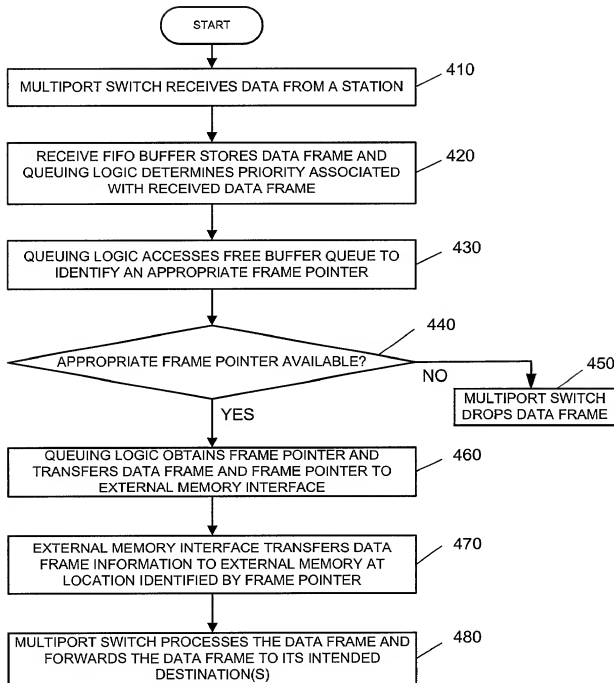 START
MULTIPORT SWITCH RECEIVES DATA FROM A STATION
410
RECEIVE FIFO BUFFER STORES DATA FRAME AND
QUEUING LOGIC DETERMINES PRIORITY ASSOCIATED
WITH RECEIVED DATA FRAME
420
QUEUING LOGIC ACCESSES FREE BUFFER QUEUE TO
IDENTIFY AN APPROPRIATE FRAME POINTER
430
APPROPRIATE FRAME POINTER AVAILABLE?
440
NO
450
MULTIPORT SWITCH
DROPS DATA FRAME
YES
QUEUING LOGIC OBTAINS FRAME POINTER AND
TRANSFERS DATA FRAME AND FRAME POINTER TO
EXTERNAL MEMORY INTERFACE
460
EXTERNAL MEMORY INTERFACE TRANSFERS DATA
FRAME INFORMATION TO EXTERNAL MEMORY AT
LOCATION IDENTIFIED BY FRAME POINTER
470
MULTIPORT SWITCH PROCESSES THE DATA FRAME AND
FORWARDS THE DATA FRAME TO ITS INTENDED
DESTINATION(S)
480